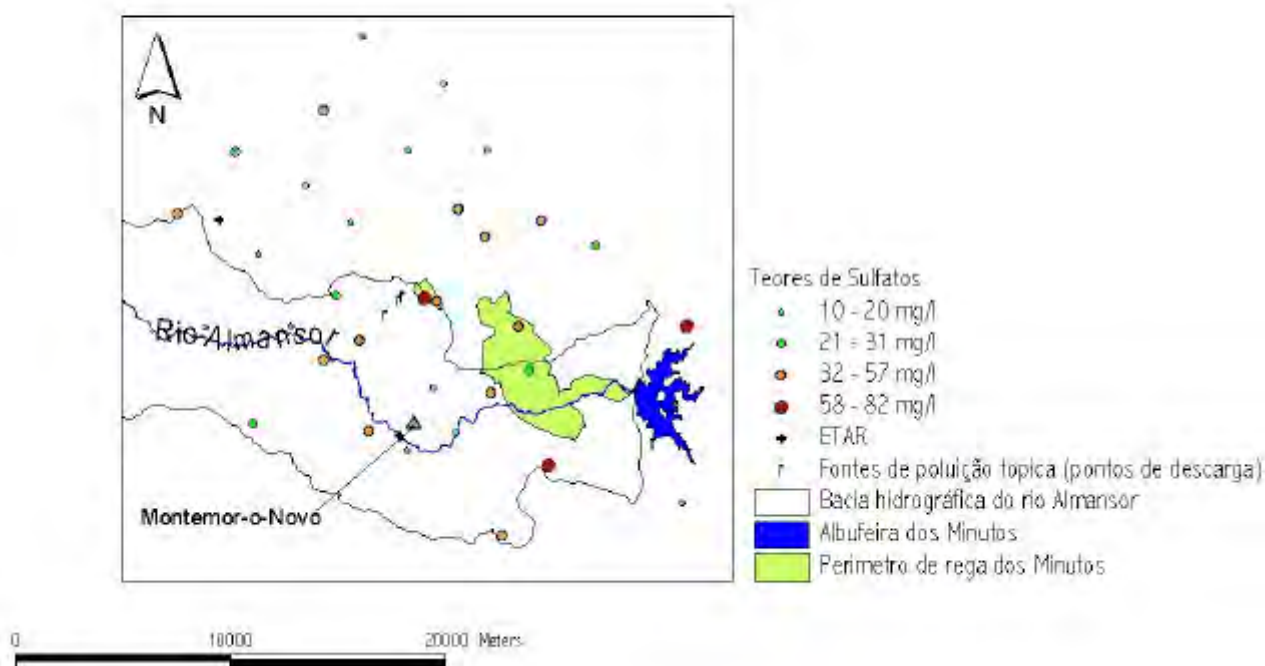 N
Rio Almansor
Montemor-o-Novo
Teores de Sulfatos
10 - 20 mg/l
21 - 31 mg/l
32 - 57 mg/l
58 - 82 mg/l
ETAR
Fontes de poluição tópica (pontos de descarga)
Bacia hidrográfica do rio Almansor
Albufeira dos Minutos
Perimetro de rega dos Minutos
0 10000 20000 Meters